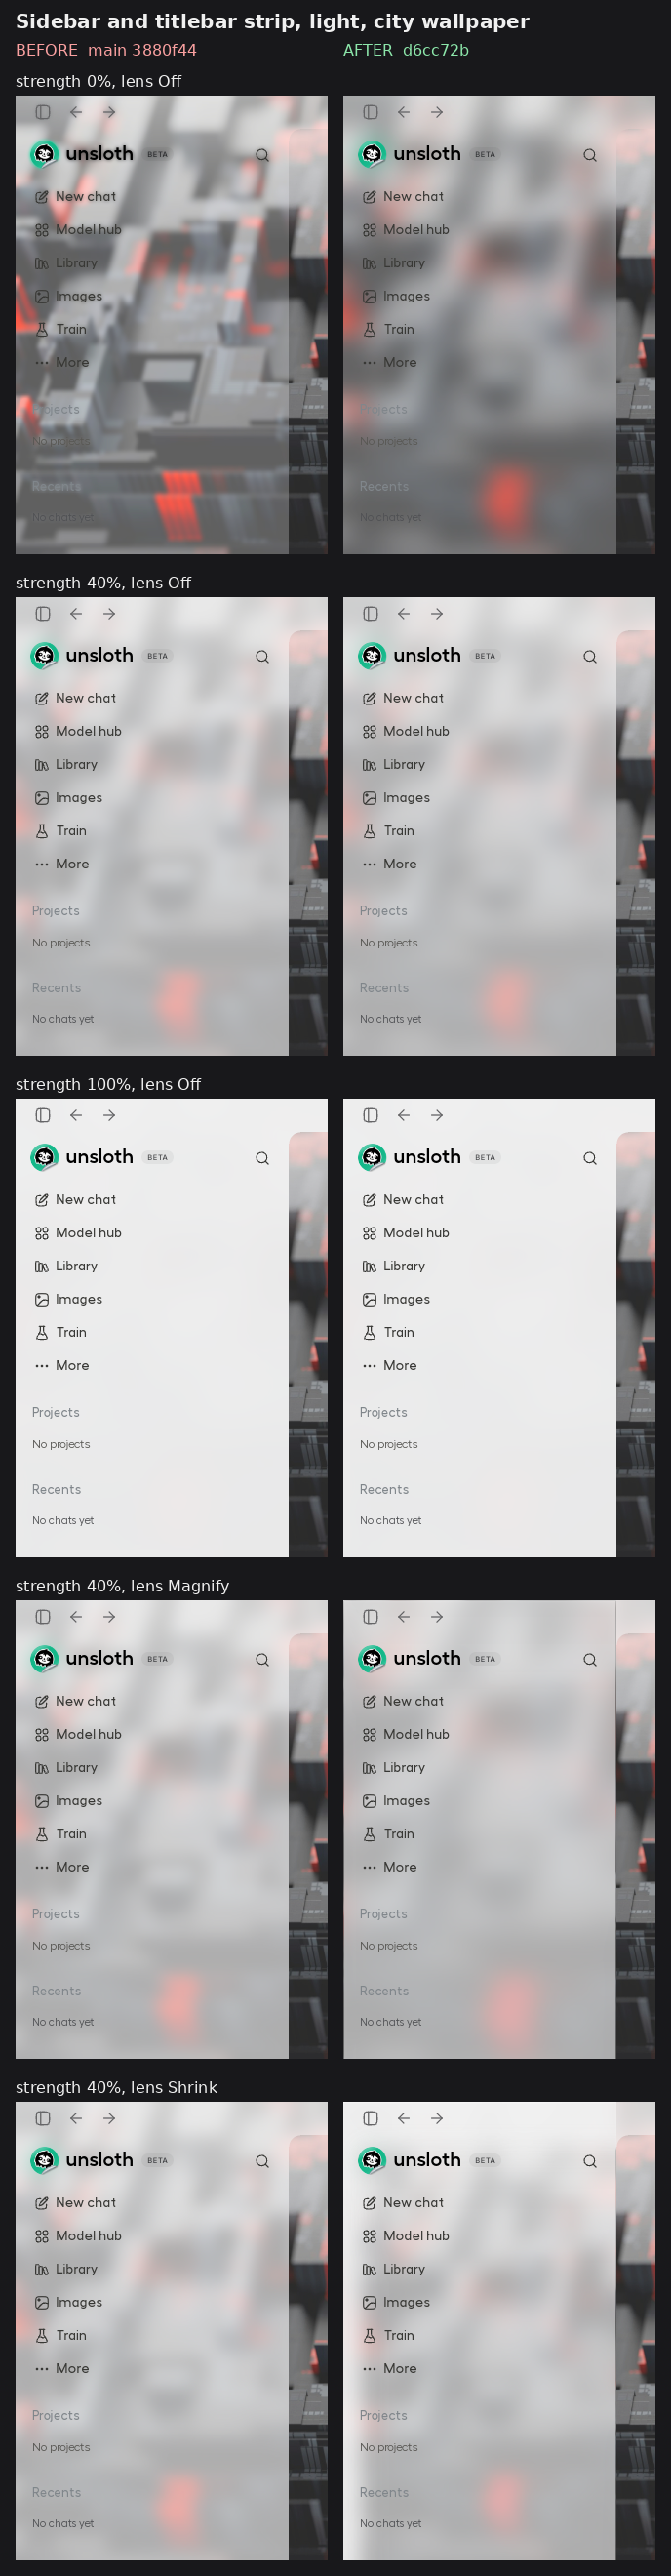 Sidebar and titlebar strip, light, city wallpaper
BEFORE main 3880f44
AFTER d6cc72b
strength 0%, lens Off
unsloth BETA
New chat
Model hub
Library
Images
Train
More
Projects
No projects
Recents
No chats yet
unsloth BETA
New chat
Model hub
Library
Images
Train
More
Projects
No projects
Recents
No chats yet
strength 40%, lens Off
unsloth BETA
New chat
Model hub
Library
Images
Train
More
Projects
No projects
Recents
No chats yet
unsloth BETA
New chat
Model hub
Library
Images
Train
More
Projects
No projects
Recents
No chats yet
strength 100%, lens Off
unsloth BETA
New chat
Model hub
Library
Images
Train
More
Projects
No projects
Recents
No chats yet
unsloth BETA
New chat
Model hub
Library
Images
Train
More
Projects
No projects
Recents
No chats yet
strength 40%, lens Magnify
unsloth BETA
New chat
Model hub
Library
Images
Train
More
Projects
No projects
Recents
No chats yet
unsloth BETA
New chat
Model hub
Library
Images
Train
More
Projects
No projects
Recents
No chats yet
strength 40%, lens Shrink
unsloth BETA
New chat
Model hub
Library
Images
Train
More
Projects
No projects
Recents
No chats yet
unsloth BETA
New chat
Model hub
Library
Images
Train
More
Projects
No projects
Recents
No chats yet